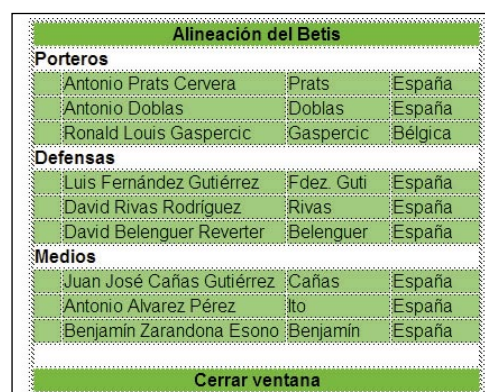 Alineación del Betis
Porteros
Antonio Prats Cervera Prats España
Antonio Doblas Doblas España
Ronald Louis Gaspercic Gaspercic Bélgica
Defensas
Luis Fernández Gutiérrez Fdez. Guti España
David Rivas Rodríguez Rivas España
David Belenguer Reverter Belenguer España
Medios
Juan José Cañas Gutiérrez Cañas España
Antonio Alvarez Pérez Ito España
Benjamín Zarandona Esono Benjamín España
Cerrar ventana